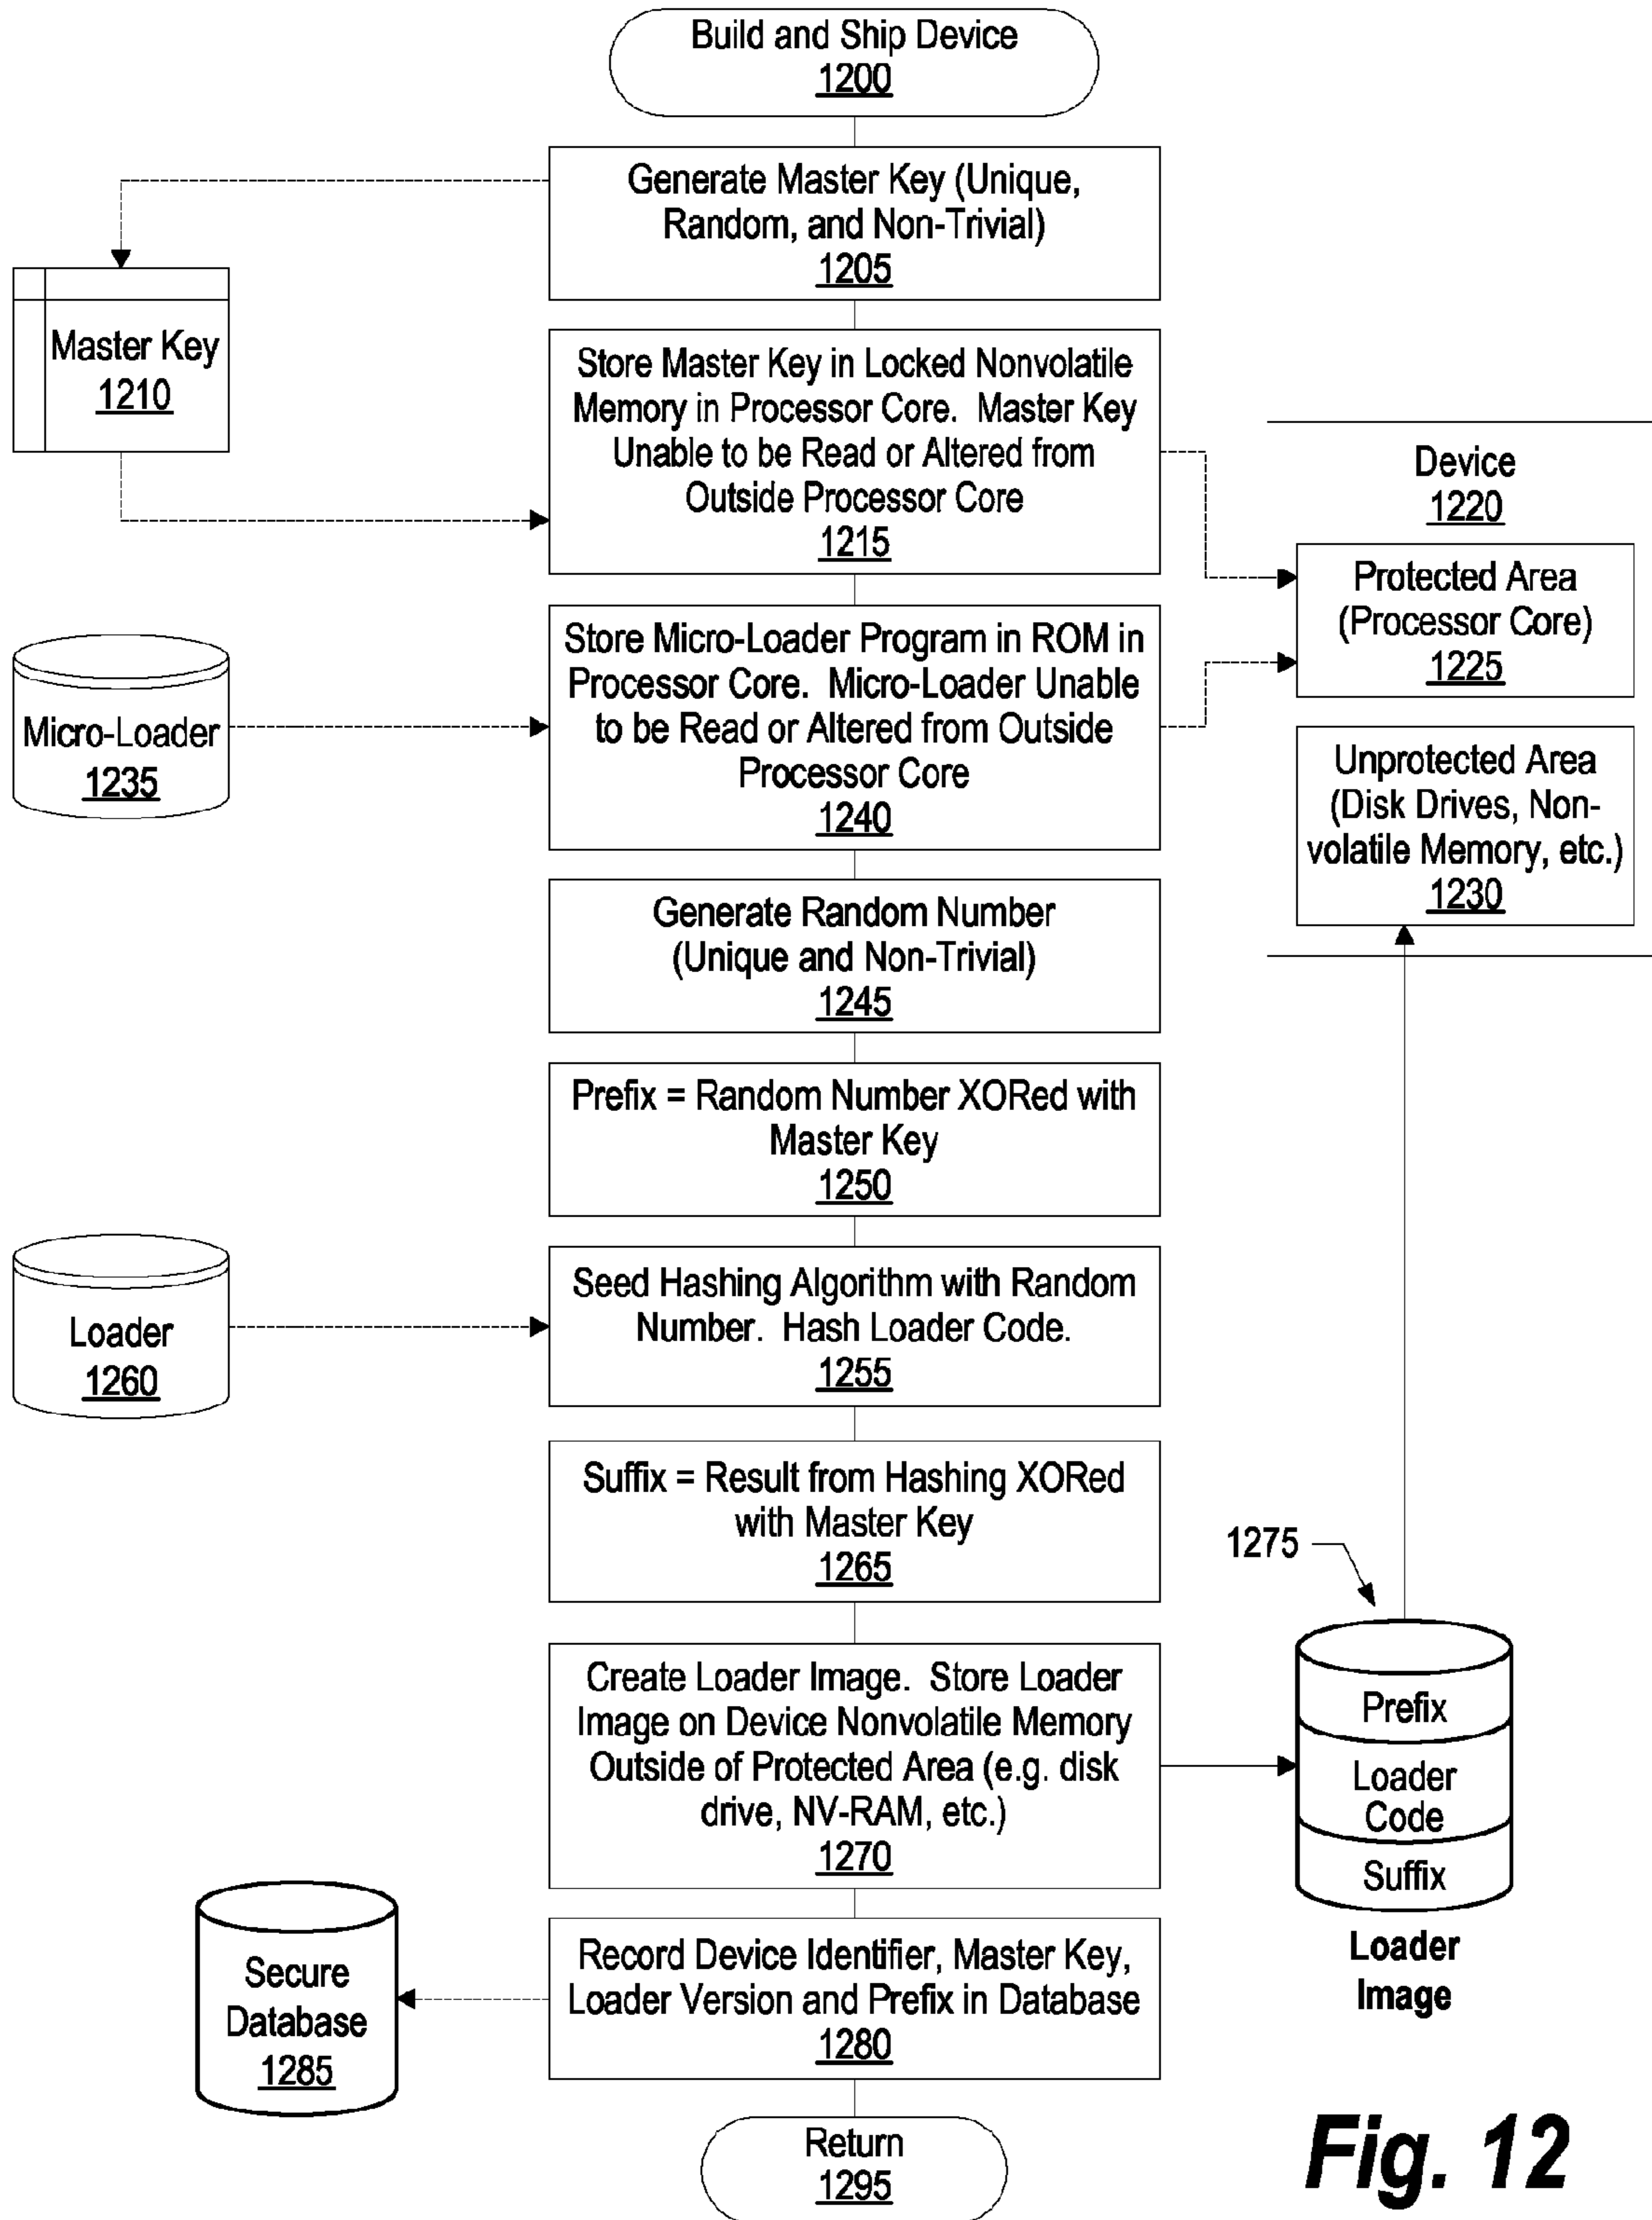 Build and Ship Device
1200
Generate Master Key (Unique,
Random, and Non-Trivial)
1205
Master Key
1210
Store Master Key in Locked Nonvolatile
Memory in Processor Core.  Master Key
Unable to be Read or Altered from
Outside Processor Core
1215
Device
1220
Protected Area
(Processor Core)
1225
Unprotected Area
(Disk Drives, Non-
volatile Memory, etc.)
1230
Micro-Loader
1235
Store Micro-Loader Program in ROM in
Processor Core.  Micro-Loader Unable
to be Read or Altered from Outside
Processor Core
1240
Generate Random Number
(Unique and Non-Trivial)
1245
Prefix = Random Number XORed with
Master Key
1250
Loader
1260
Seed Hashing Algorithm with Random
Number.  Hash Loader Code.
1255
Suffix = Result from Hashing XORed
with Master Key
1265
Create Loader Image.  Store Loader
Image on Device Nonvolatile Memory
Outside of Protected Area (e.g. disk
drive, NV-RAM, etc.)
1270
1275
Prefix
Loader
Code
Suffix
Loader
Image
Secure
Database
1285
Record Device Identifier, Master Key,
Loader Version and Prefix in Database
1280
Return
1295
Fig. 12